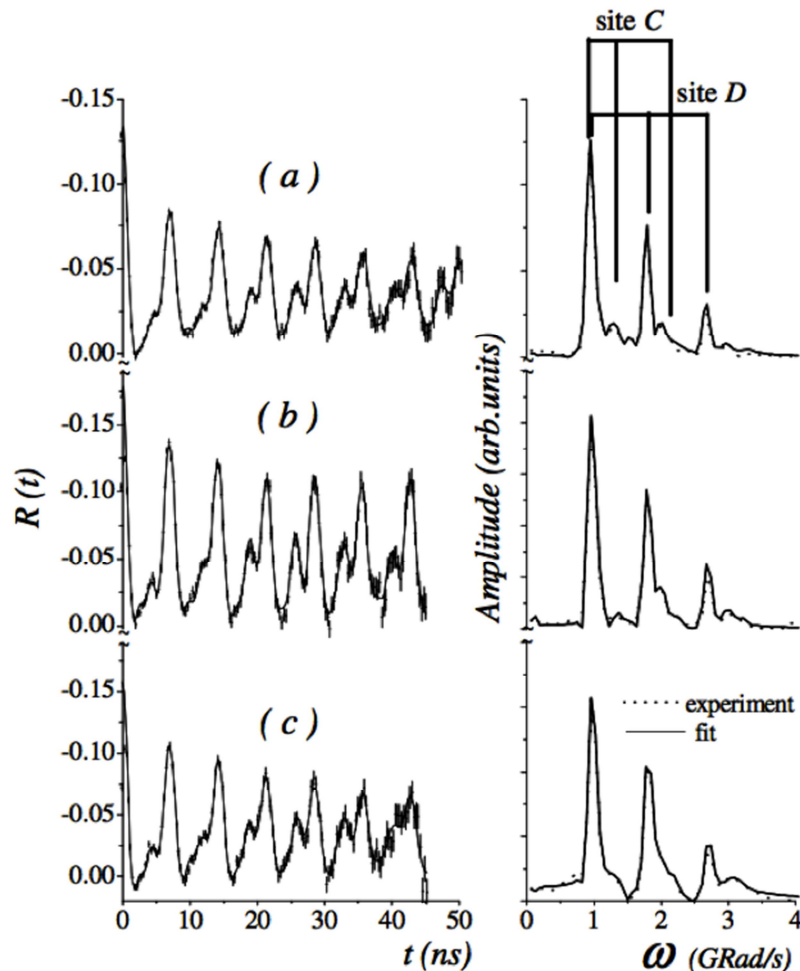 site C
site D
-0.15
-0.10
-0.05
0.00
( a )
-0.15
-0.10
-0.05
0.00
( b )
-0.15
-0.10
-0.05
0.00
( c )
R (t)
0 10 20 30 40 50
t (ns)
Amplitude (arb.units)
experiment
fit
0 1 2 3 4
ω (GRad/s)